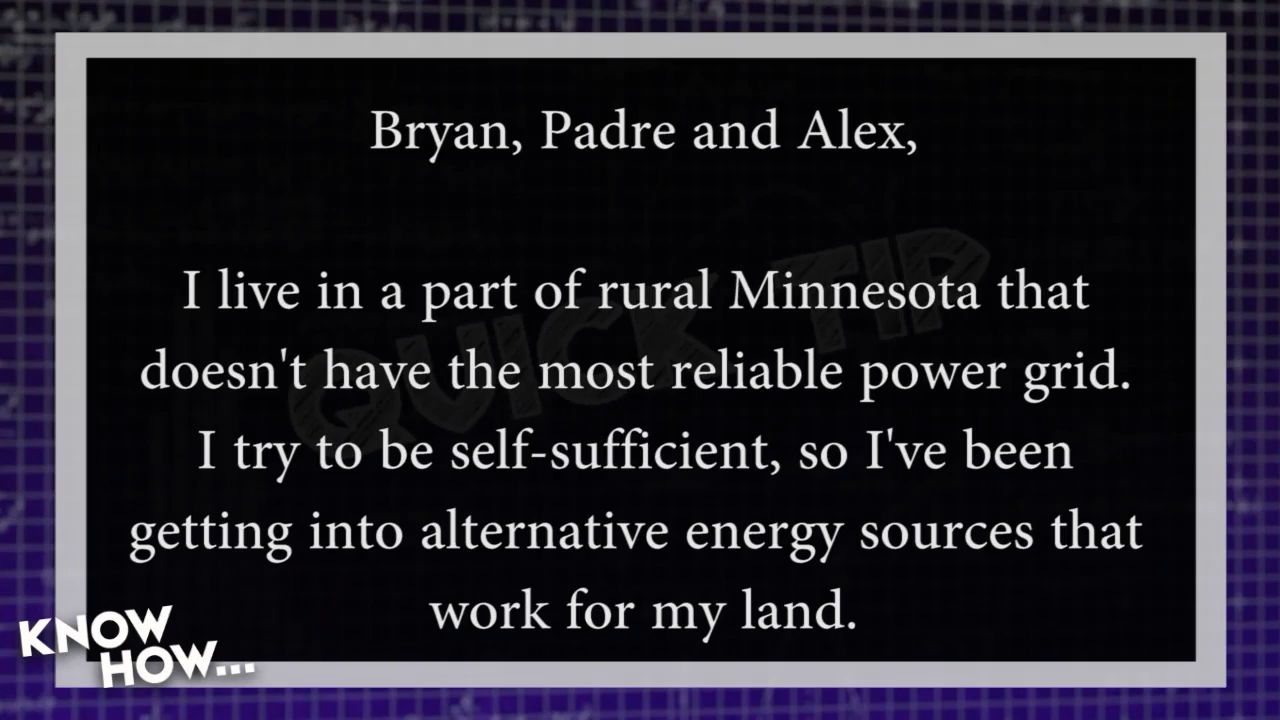 Bryan, Padre and Alex,
QUICK TIP
I live in a part of rural Minnesota that
doesn't have the most reliable power grid.
I try to be self-sufficient, so I've been
getting into alternative energy sources that
work for my land.
KNOW
HOW...